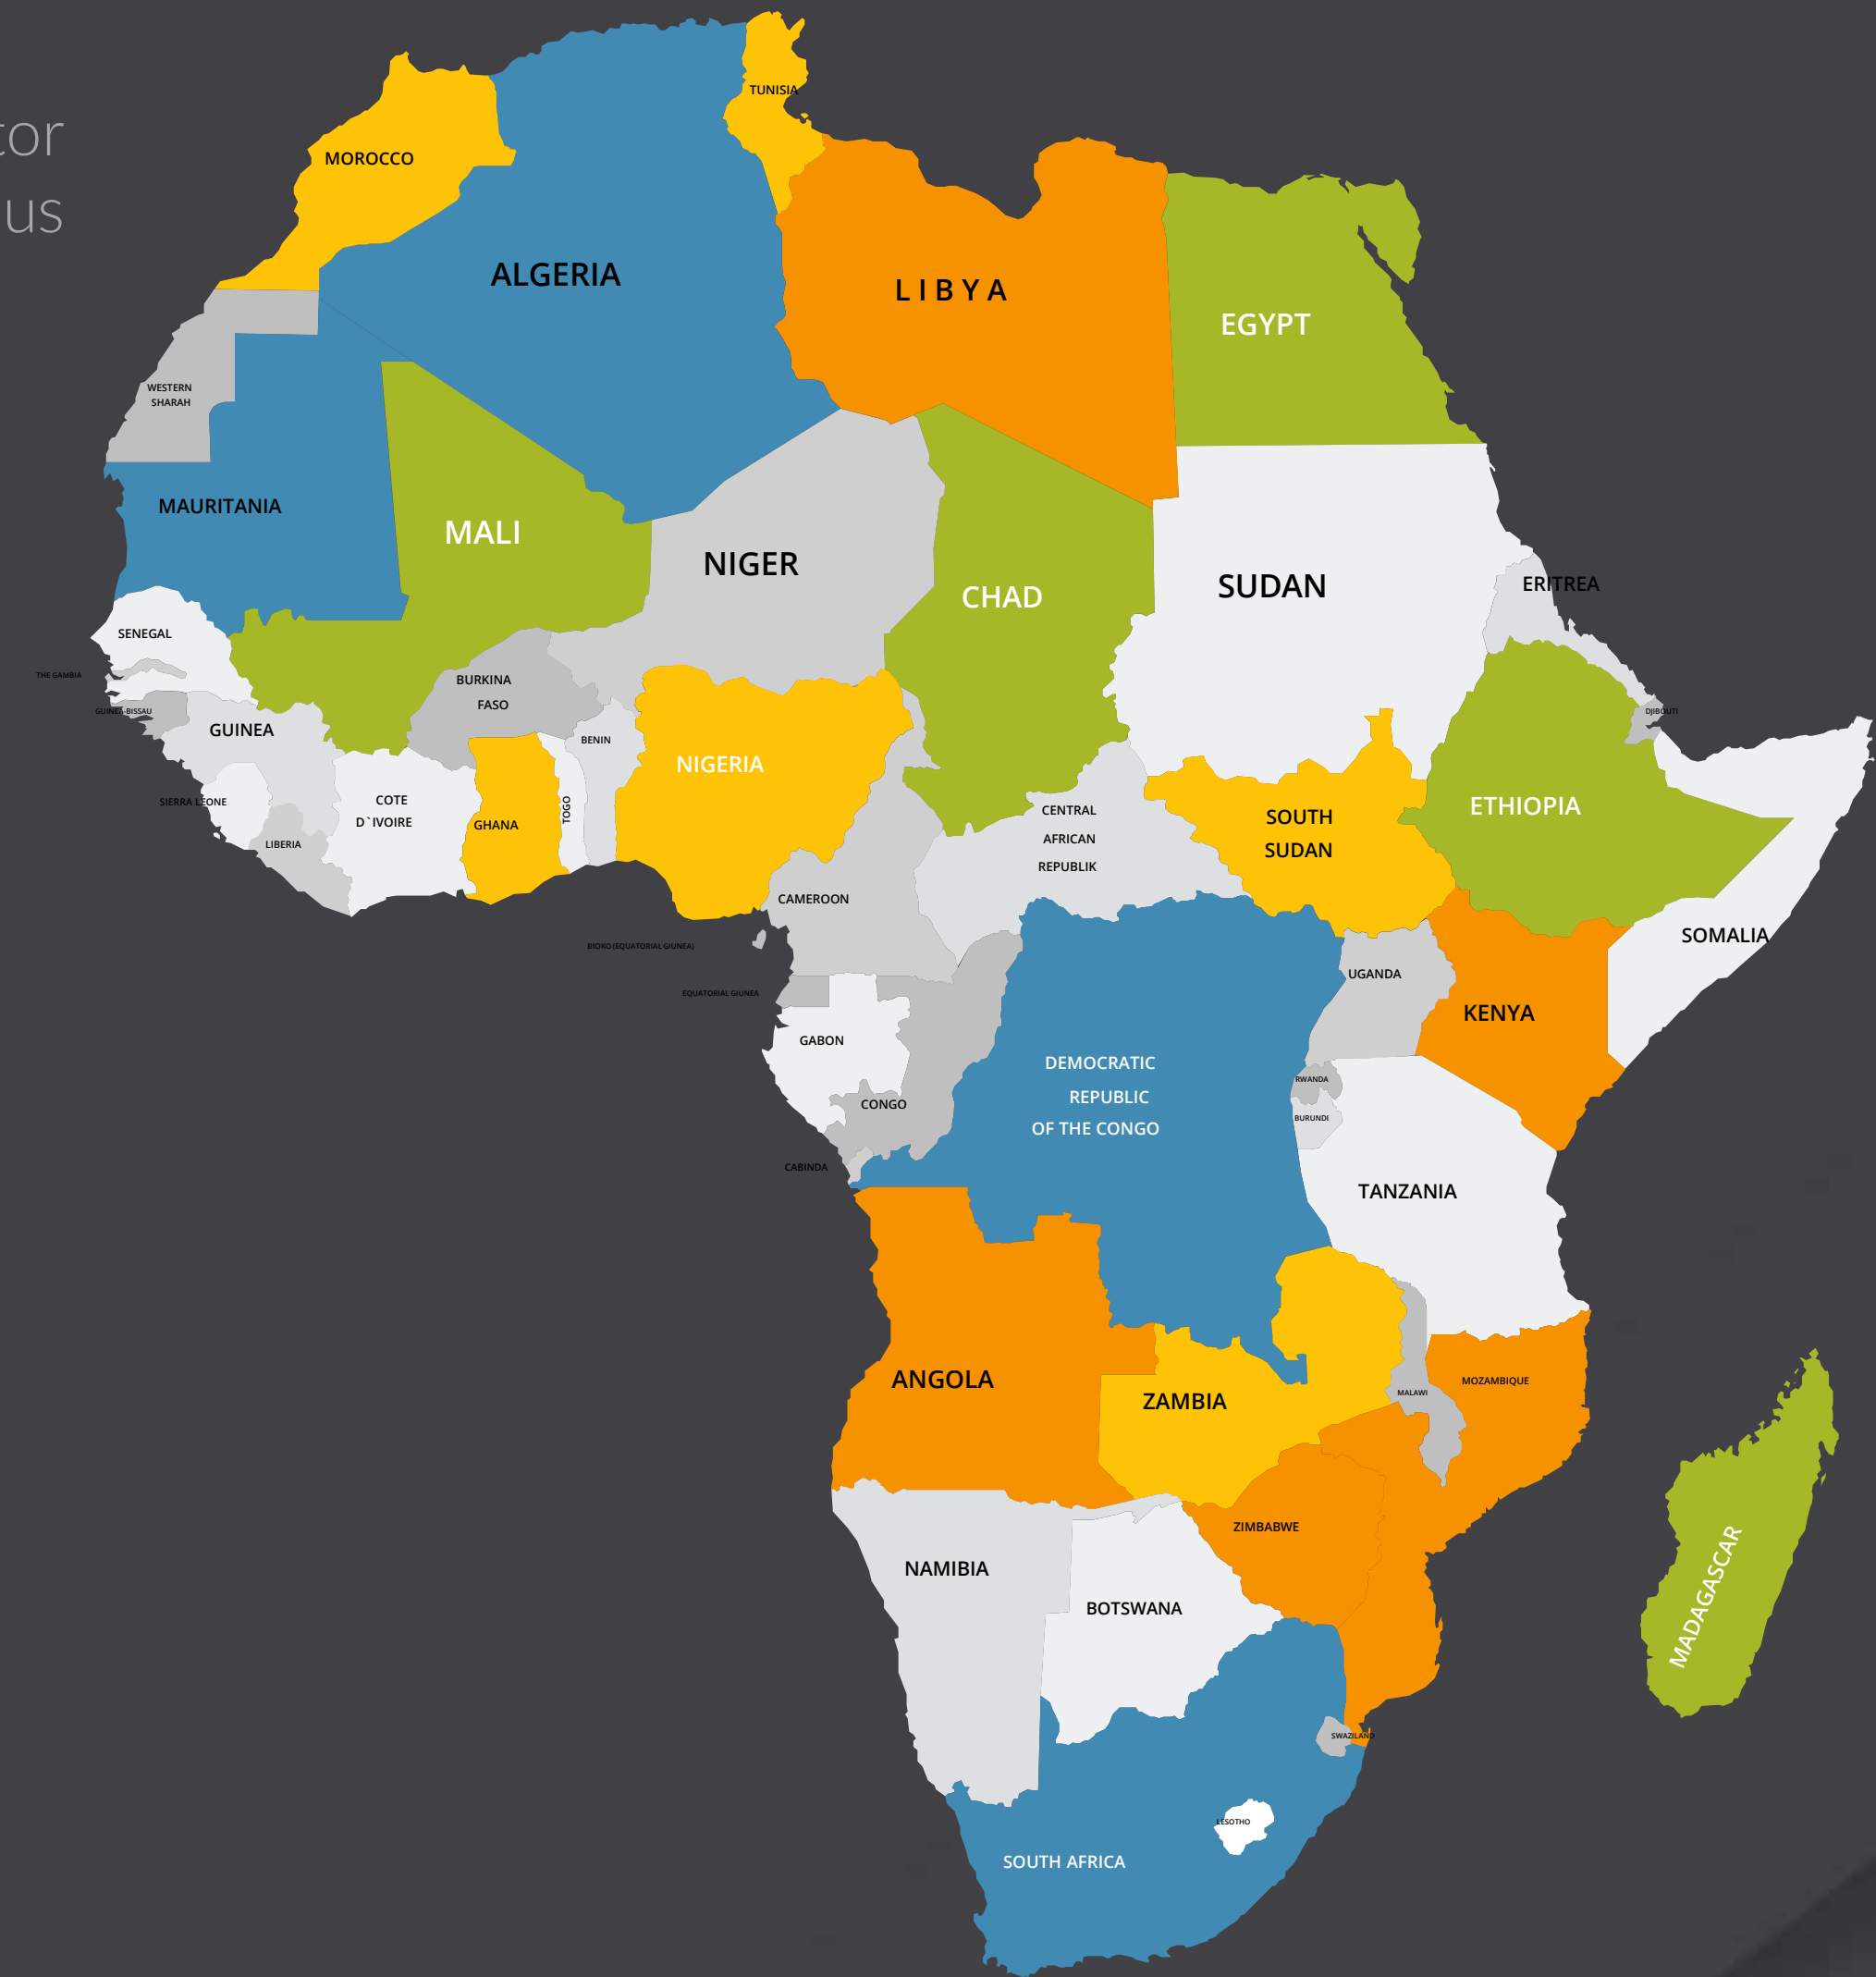 tor
us
TUNISIA
MOROCCO
ALGERIA
LIBYA
EGYPT
WESTERN
SHARAH
MAURITANIA
MALI
NIGER
CHAD
SUDAN
ERITREA
SENEGAL
THE GAMBIA
BURKINA
FASO
GUINEA-BISSAU
GUINEA
BENIN
DJIBOUTI
NIGERIA
SIERRA LEONE
COTE
D`IVOIRE
GHANA
TOGO
LIBERIA
CENTRAL
AFRICAN
REPUBLIK
SOUTH
SUDAN
ETHIOPIA
CAMEROON
SOMALIA
BIOKO(EQUATORIAL GIUNEA)
UGANDA
EQUATORIAL GIUNEA
KENYA
GABON
DEMOCRATIC
REPUBLIC
OF THE CONGO
RWANDA
CONGO
BURUNDI
CABINDA
TANZANIA
ANGOLA
ZAMBIA
MALAWI
MOZAMBIQUE
ZIMBABWE
NAMIBIA
BOTSWANA
MADAGASCAR
SWAZILAND
LESOTHO
SOUTH AFRICA